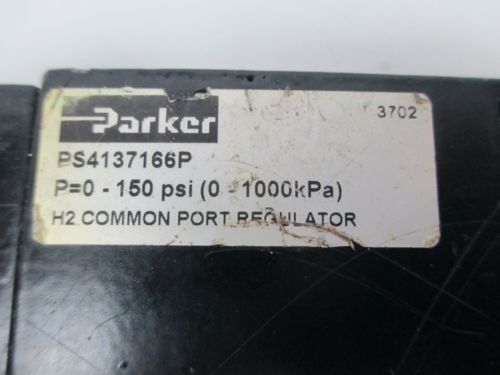 Parker
3702
PS4137166P
P=0 - 150 psi (0 - 1000kPa)
H2 COMMON PORT REGULATOR